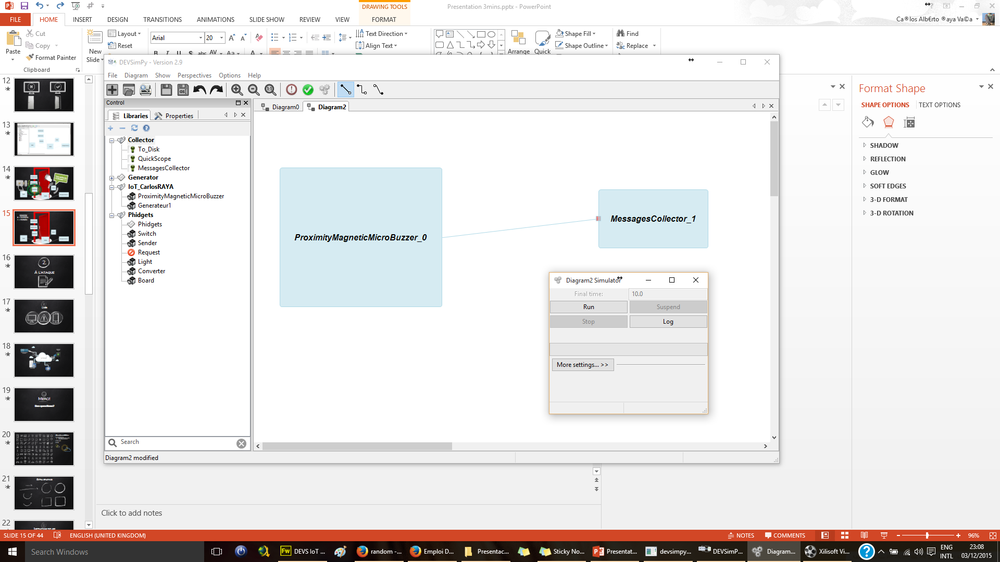 Presentation 3mins.pptx - PowerPoint
DRAWING TOOLS
FILE HOME INSERT DESIGN TRANSITIONS ANIMATIONS SLIDE SHOW REVIEW VIEW FORMAT
Ca®los Alb€rto ®aya Va©a
Paste
Cut
Copy
Format Painter
Clipboard
New
Slide
Layout
Reset
Arial 20
Text Direction
Align Text
Arrange
Quick
Shape Fill
Shape Outline
Find
Replace
DEVSimPy - Version 2.9
File Diagram Show Perspectives Options Help
Control
Libraries Properties
Collector
To_Disk
QuickScope
MessagesCollector
Generator
IoT_CarlosRAYA
ProximityMagneticMicroBuzzer
Generateur1
Phidgets
Phidgets
Switch
Sender
Request
Light
Converter
Board
Search
Diagram2 modified
Diagram0 Diagram2
ProximityMagneticMicroBuzzer_0
MessagesCollector_1
Diagram2 Simulator
Final time: 10.0
Run Suspend
Stop Log
More settings... >>
Format Shape
SHAPE OPTIONS TEXT OPTIONS
SHADOW
REFLECTION
GLOW
SOFT EDGES
3-D FORMAT
3-D ROTATION
12
13
14
15
16
2.
A L'ATAQUE
17
18
19
MERCI!
Des questions?
20
21
EXTRA GRAPHICS
22
Click to add notes
SLIDE 15 OF 44 ENGLISH (UNITED KINGDOM) NOTES COMMENTS 96%
Search Windows
DEVS IoT ...
random -...
Emploi D...
Presentac...
Sticky No...
Presentat...
devsimpy...
DEVSimP...
Diagram...
Xilisoft Vi...
ENG
INTL
23:08
03/12/2015